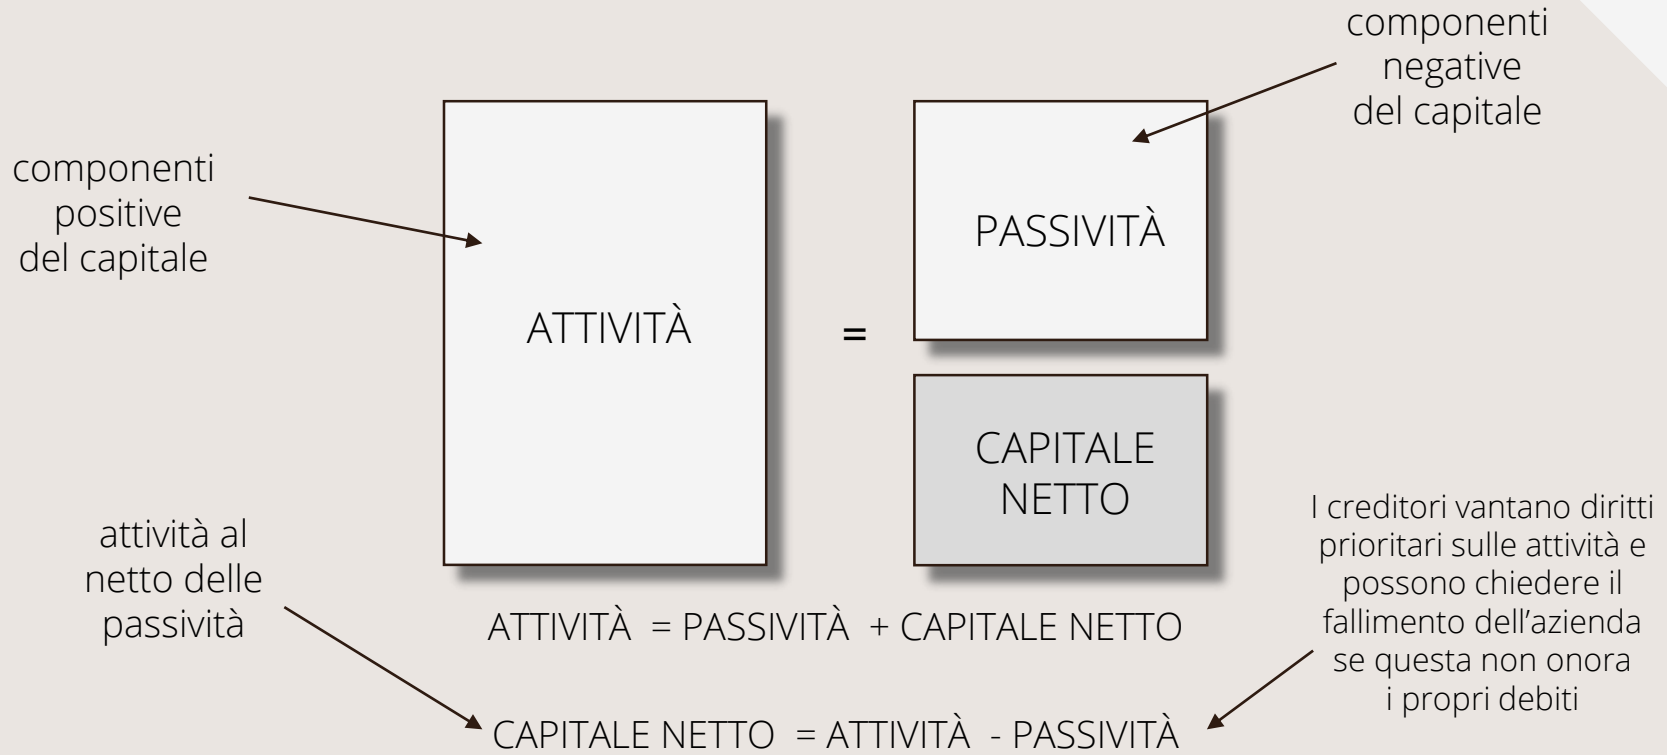 componenti
negative
del capitale
componenti
positive
del capitale
PASSIVITÀ
ATTIVITÀ
=
CAPITALE
NETTO
attività al
netto delle
passività
I creditori vantano diritti
prioritari sulle attività e
possono chiedere il
fallimento dell’azienda
se questa non onora
i propri debiti
ATTIVITÀ = PASSIVITÀ + CAPITALE NETTO
CAPITALE NETTO = ATTIVITÀ - PASSIVITÀ